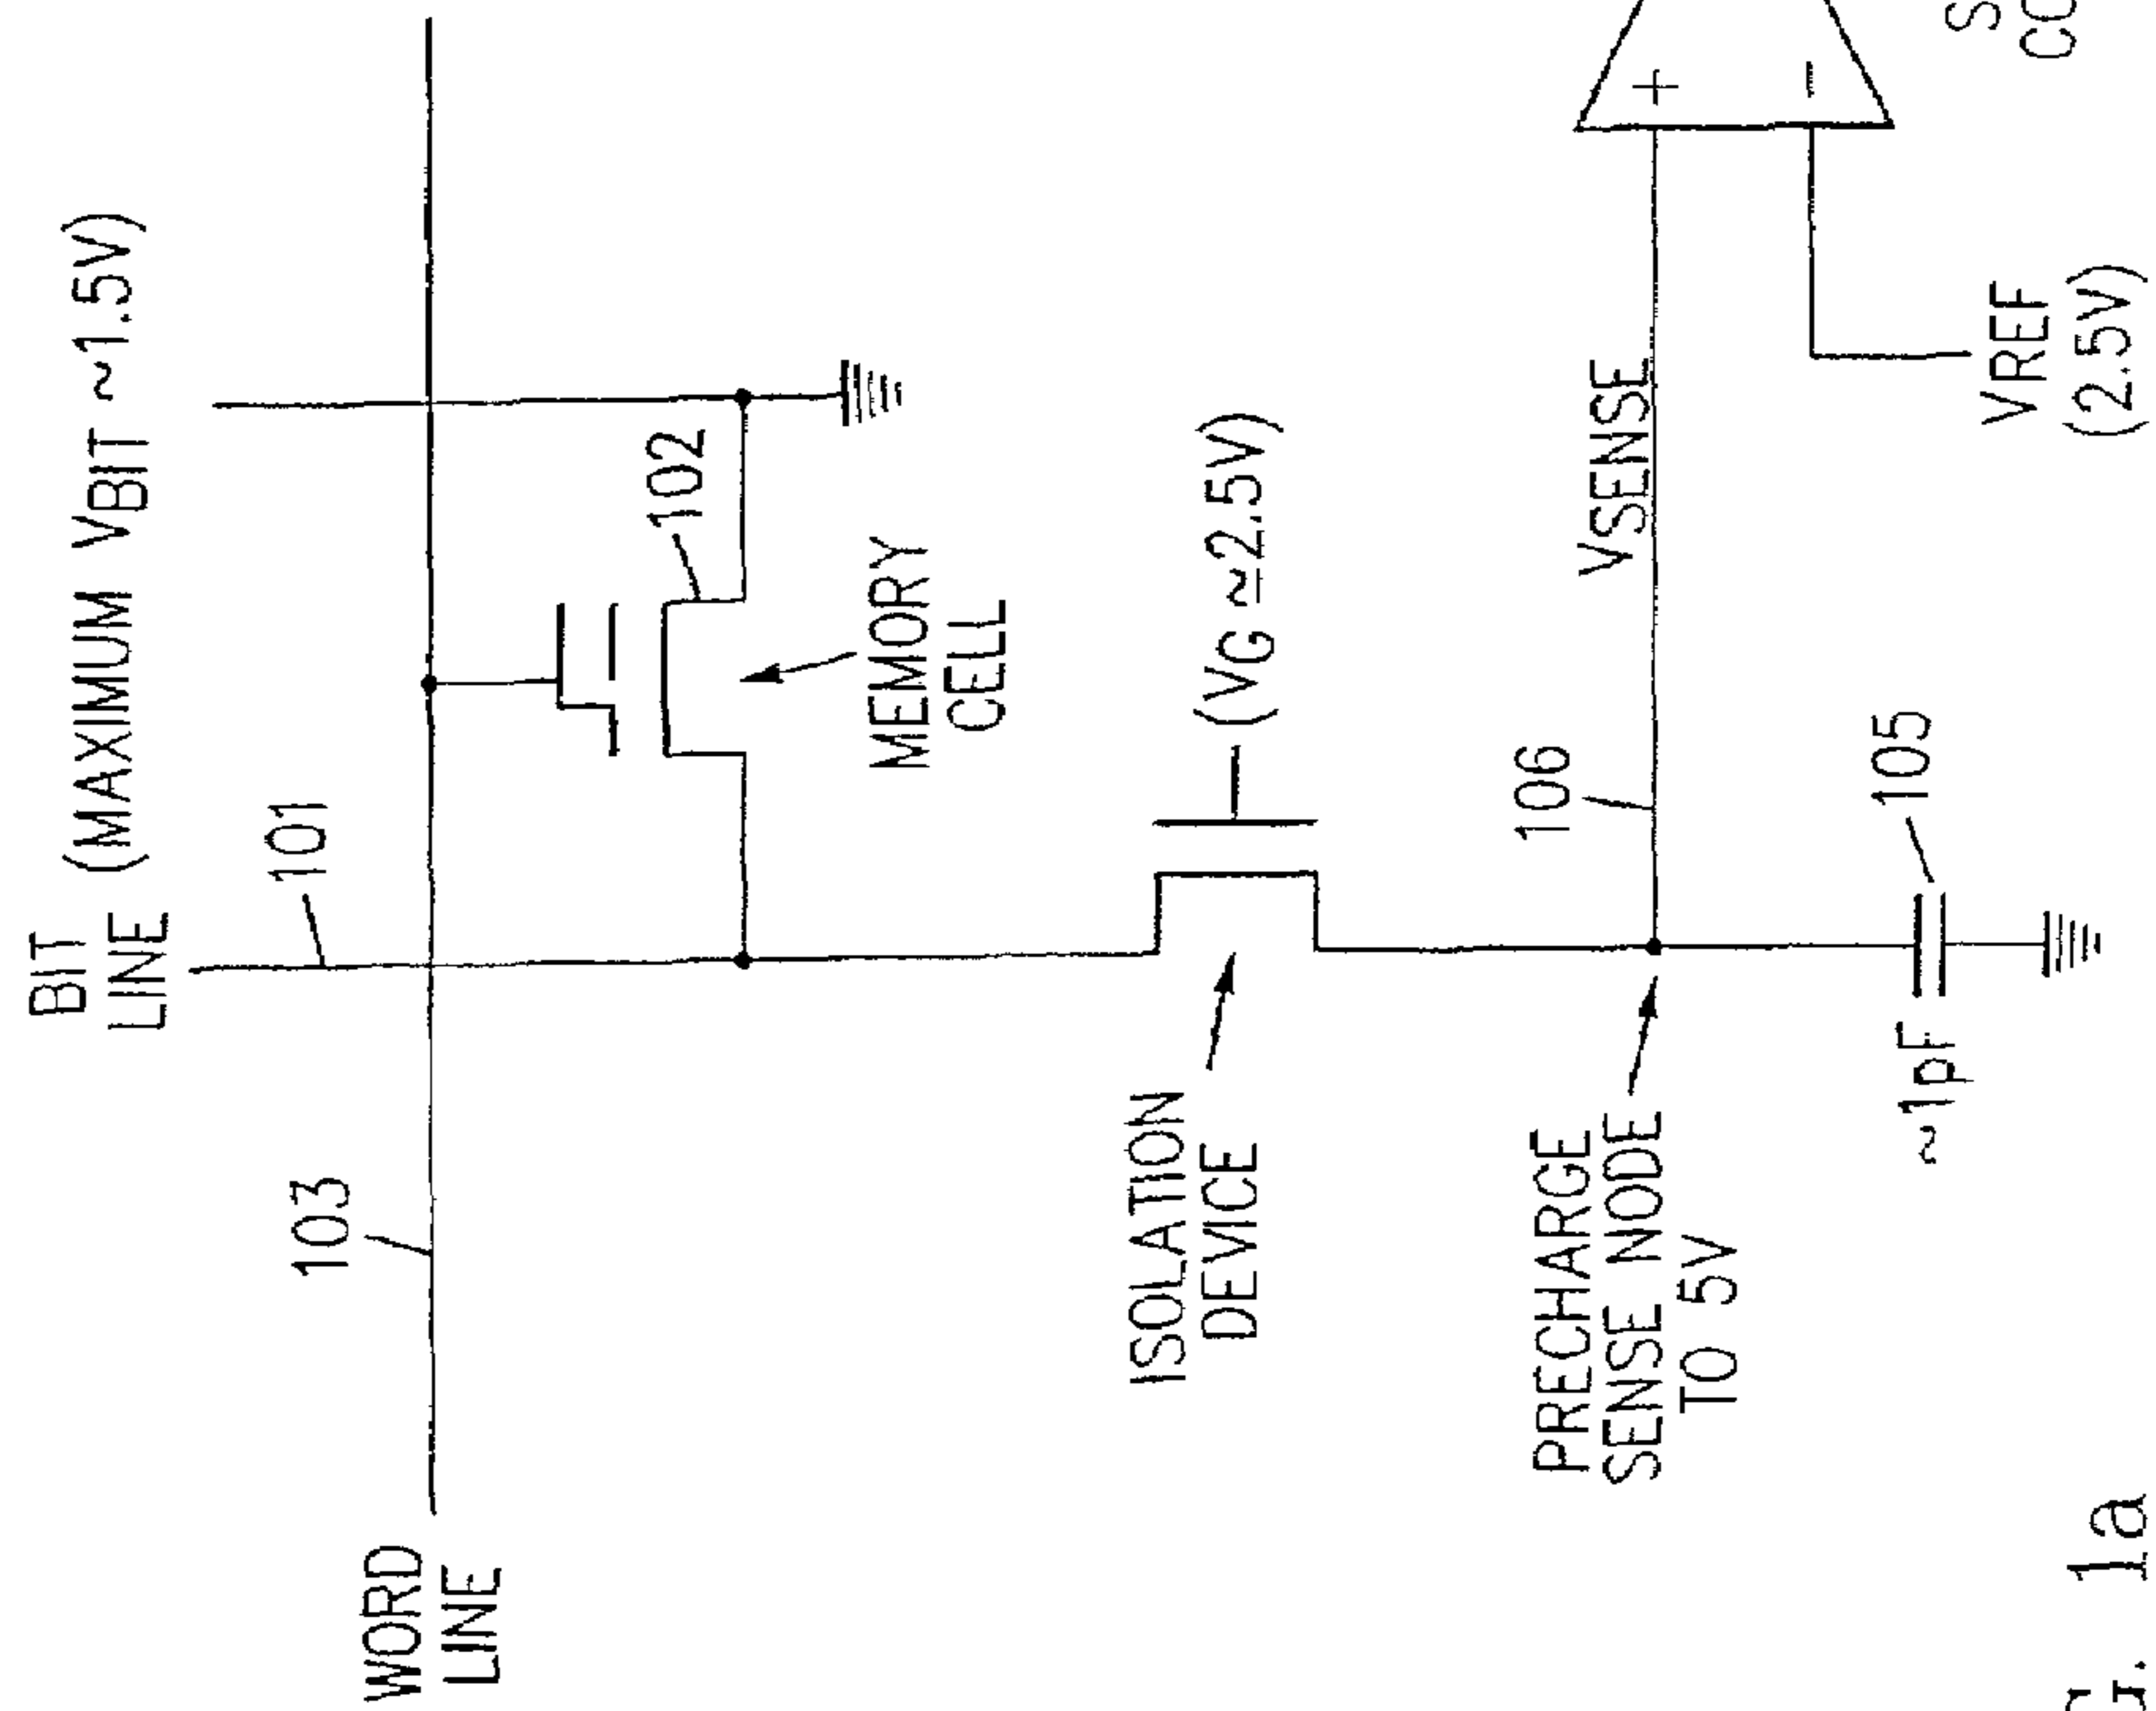 BIT
LINE (MAXIMUM VBIT ~1.5V)
101
103
WORD
LINE
102
MEMORY
CELL
ISOLATION
DEVICE
(VG ≃2.5V)
106
VSENSE
PRECHARGE
SENSE NODE
TO 5V
105
~1pF
+
−
VREF
(2.5V)
1a